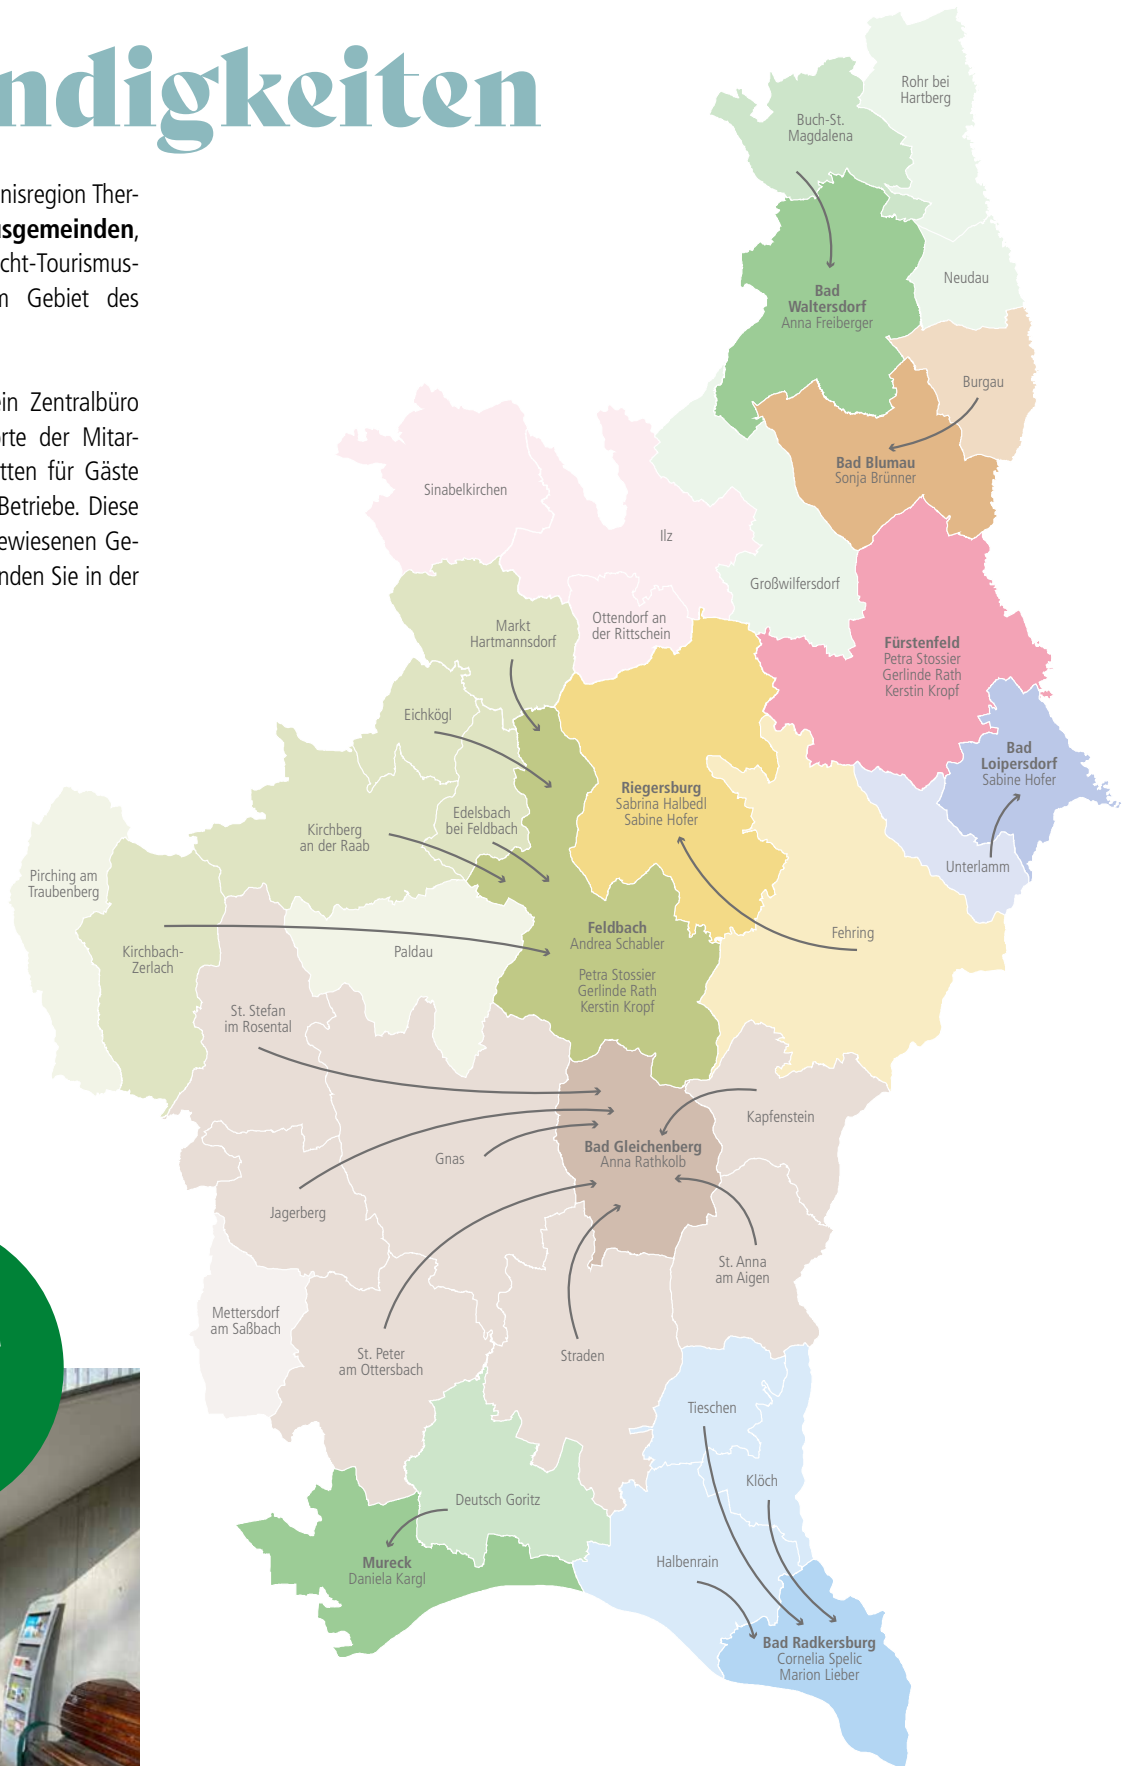 ndigkeiten
nisregion Ther-
usgemeinden,
cht-Tourismus-
Gebiet des
ein Zentralbüro
rte der Mitar-
tten für Gäste
Betriebe. Diese
ewiesenen Ge-
nden Sie in der
Rohr bei
Hartberg
Buch-St.
Magdalena
Neudau
Bad
Waltersdorf
Anna Freiberger
Burgau
Bad Blumau
Sonja Brünner
Sinabelkirchen
Ilz
Großwilfersdorf
Ottendorf an
der Rittschein
Markt
Hartmannsdorf
Fürstenfeld
Petra Stossier
Gerlinde Rath
Kerstin Kropf
Eichkögl
Bad
Loipersdorf
Sabine Hofer
Riegersburg
Sabrina Halbedl
Sabine Hofer
Edelsbach
bei Feldbach
Kirchberg
an der Raab
Unterlamm
Pirching am
Traubenberg
Kirchbach-
Zerlach
Paldau
Feldbach
Andrea Schabler
Petra Stossier
Gerlinde Rath
Kerstin Kropf
Fehring
St. Stefan
im Rosental
Kapfenstein
Gnas
Bad Gleichenberg
Anna Rathkolb
Jagerberg
St. Anna
am Aigen
Mettersdorf
am Saßbach
St. Peter
am Ottersbach
Straden
Tieschen
Klöch
Deutsch Goritz
Mureck
Daniela Kargl
Halbenrain
Bad Radkersburg
Cornelia Spelic
Marion Lieber